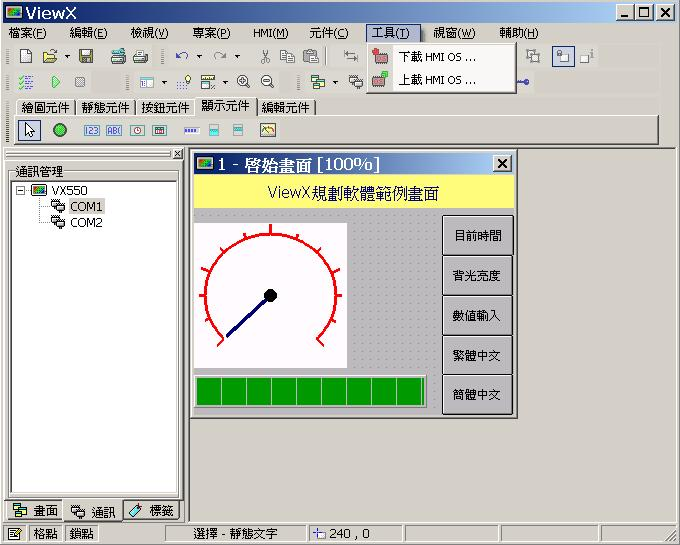 ViewX
檔案(F) 編輯(E) 檢視(V) 專案(P) HMI(M) 元件(C) 工具(T) 視窗(W) 輔助(H)
下載 HMI OS ...
上載 HMI OS ...
繪圖元件 靜態元件 按鈕元件 顯示元件 編輯元件
123 ABC
通訊管理
VX550
COM1
COM2
1 - 啓始畫面 [100%]
ViewX規劃軟體範例畫面
目前時間
背光亮度
數值輸入
繁體中文
簡體中文
畫面 通訊 標籤
格點 鎖點 選擇 - 靜態文字 240 , 0